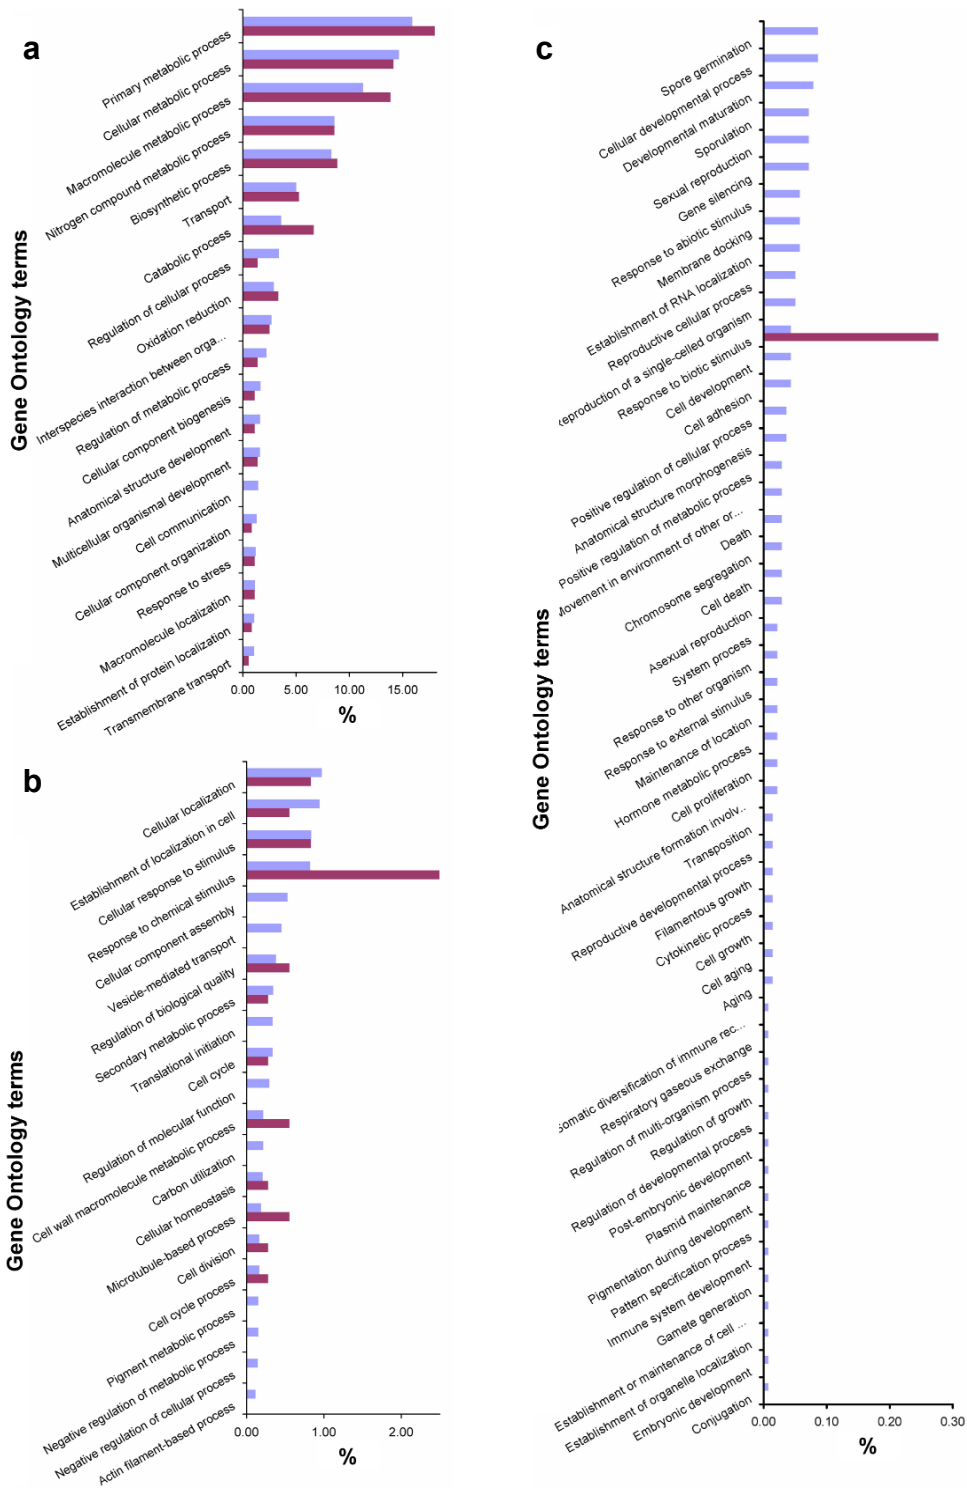 a
Gene Ontology terms
Primary metabolic process
Cellular metabolic process
Macromolecule metabolic process
Nitrogen compound metabolic process
Biosynthetic process
Transport
Catabolic process
Regulation of cellular process
Oxidation reduction
Interspecies interaction between orga...
Regulation of metabolic process
Cellular component biogenesis
Anatomical structure development
Multicellular organismal development
Cell communication
Cellular component organization
Response to stress
Macromolecule localization
Establishment of protein localization
Transmembrane transport
0.00 5.00 10.00 15.00
%
b
Gene Ontology terms
Cellular localization
Establishment of localization in cell
Cellular response to stimulus
Response to chemical stimulus
Cellular component assembly
Vesicle-mediated transport
Regulation of biological quality
Secondary metabolic process
Translational initiation
Cell cycle
Regulation of molecular function
Cell wall macromolecule metabolic process
Carbon utilization
Cellular homeostasis
Microtubule-based process
Cell division
Cell cycle process
Pigment metabolic process
Negative regulation of metabolic process
Negative regulation of cellular process
Actin filament-based process
0.00 1.00 2.00
%
c
Gene Ontology terms
Spore germination
Cellular developmental process
Developmental maturation
Sporulation
Sexual reproduction
Gene silencing
Response to abiotic stimulus
Membrane docking
Establishment of RNA localization
Reproductive cellular process
Reproduction of a single-celled organism
Response to biotic stimulus
Cell development
Cell adhesion
Positive regulation of cellular process
Anatomical structure morphogenesis
Positive regulation of metabolic process
Movement in environment of other or...
Death
Chromosome segregation
Cell death
Asexual reproduction
System process
Response to other organism
Response to external stimulus
Maintenance of location
Hormone metabolic process
Cell proliferation
Anatomical structure formation involv..
Transposition
Reproductive developmental process
Filamentous growth
Cytokinetic process
Cell growth
Cell aging
Aging
Somatic diversification of immune rec...
Respiratory gaseous exchange
Regulation of multi-organism process
Regulation of growth
Regulation of developmental process
Post-embryonic development
Plasmid maintenance
Pigmentation during development
Pattern specification process
Immune system development
Gamete generation
Establishment or maintenance of cell ...
Establishment of organelle localization
Embryonic development
Conjugation
0.00 0.10 0.20 0.30
%